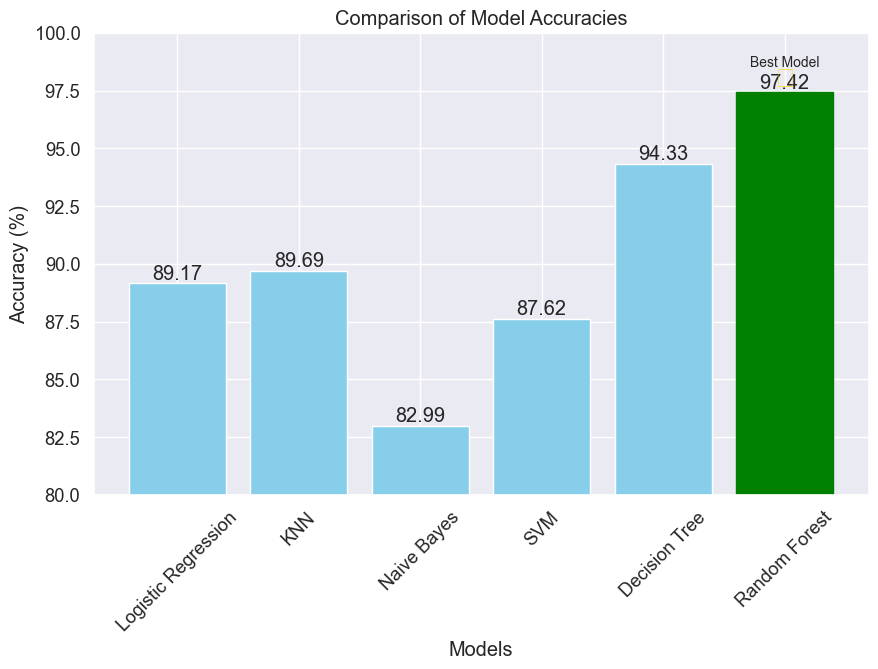 Comparison of Model Accuracies
100.0
97.5
95.0
92.5
90.0
87.5
85.0
82.5
80.0
Accuracy (%)
89.17
89.69
82.99
87.62
94.33
Best Model
97.42
Logistic Regression
KNN
Naive Bayes
SVM
Decision Tree
Random Forest
Models